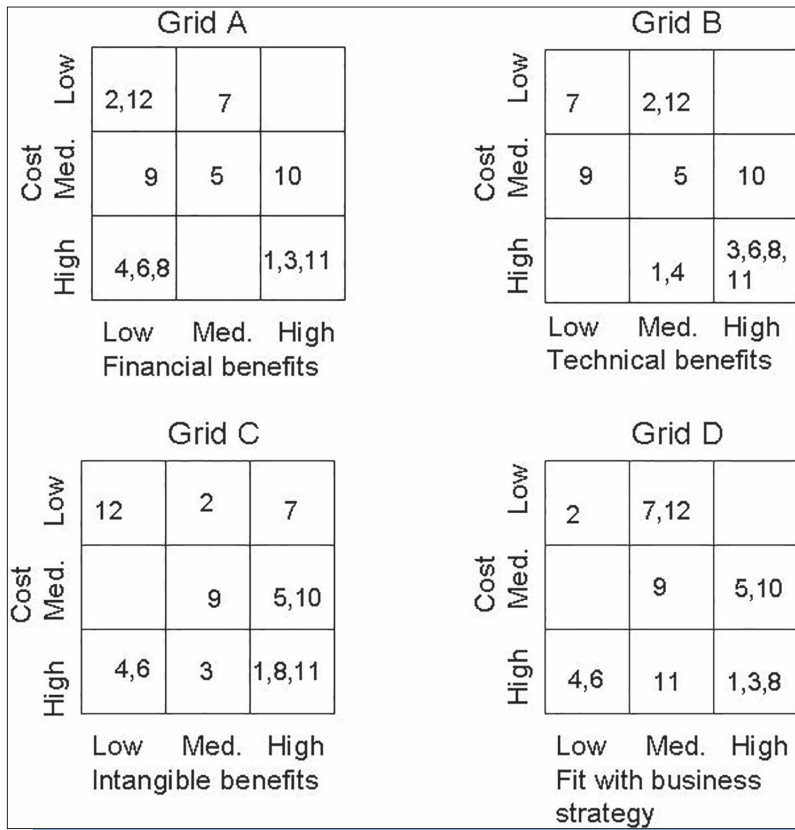 Grid A
Low
2,12
7
Cost
Med.
9
5
10
High
4,6,8
1,3,11
Low Med. High
Financial benefits
Grid B
Low
7
2,12
Cost
Med.
9
5
10
High
1,4
3,6,8,
11
Low Med. High
Technical benefits
Grid C
Low
12
2
7
Cost
Med.
9
5,10
High
4,6
3
1,8,11
Low Med. High
Intangible benefits
Grid D
Low
2
7,12
Cost
Med.
9
5,10
High
4,6
11
1,3,8
Low Med. High
Fit with business
strategy